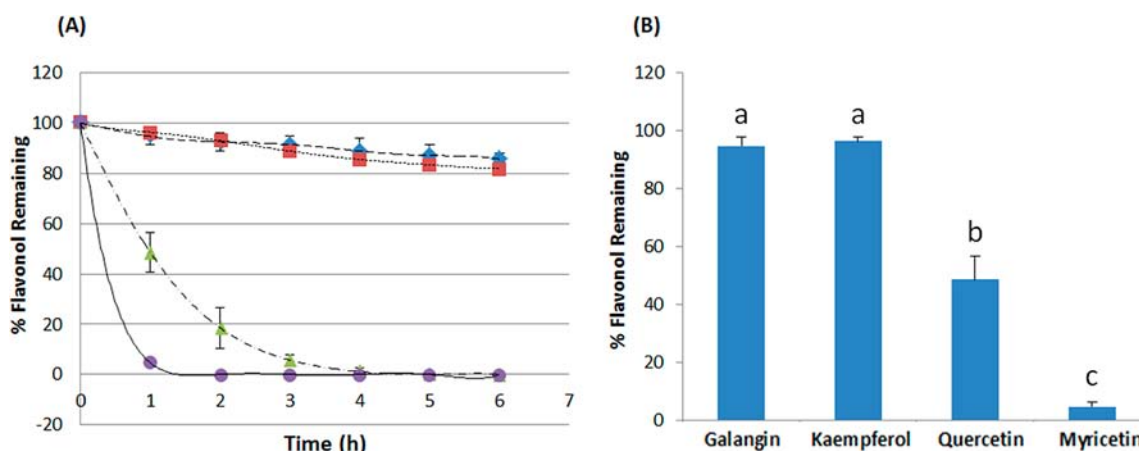 (A)
120
100
80
60
40
20
0
-20
% Flavonol Remaining
0 1 2 3 4 5 6 7
Time (h)
(B)
120
100
80
60
40
20
0
% Flavonol Remaining
a a b c
Galangin Kaempferol Quercetin Myricetin